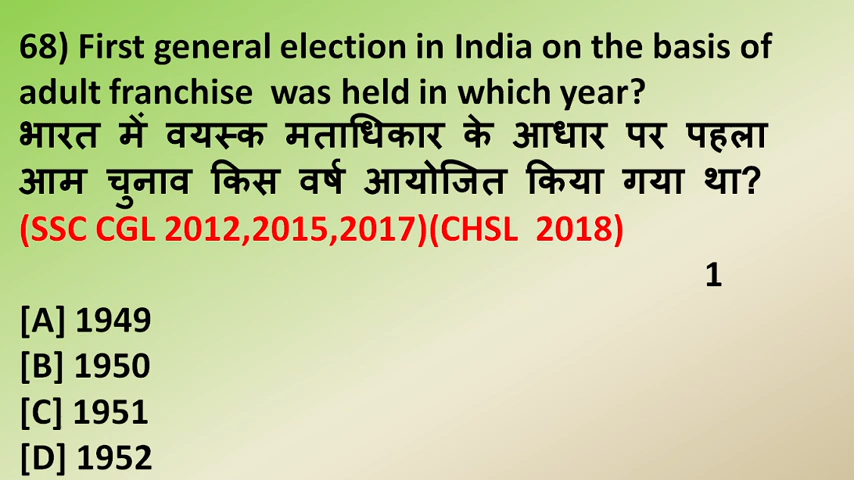 68) First general election in India on the basis of
adult franchise  was held in which year?
भारत में वयस्क मताधिकार के आधार पर पहला
आम चुनाव किस वर्ष आयोजित किया गया था?
(SSC CGL 2012,2015,2017)(CHSL  2018)
1
[A] 1949
[B] 1950
[C] 1951
[D] 1952